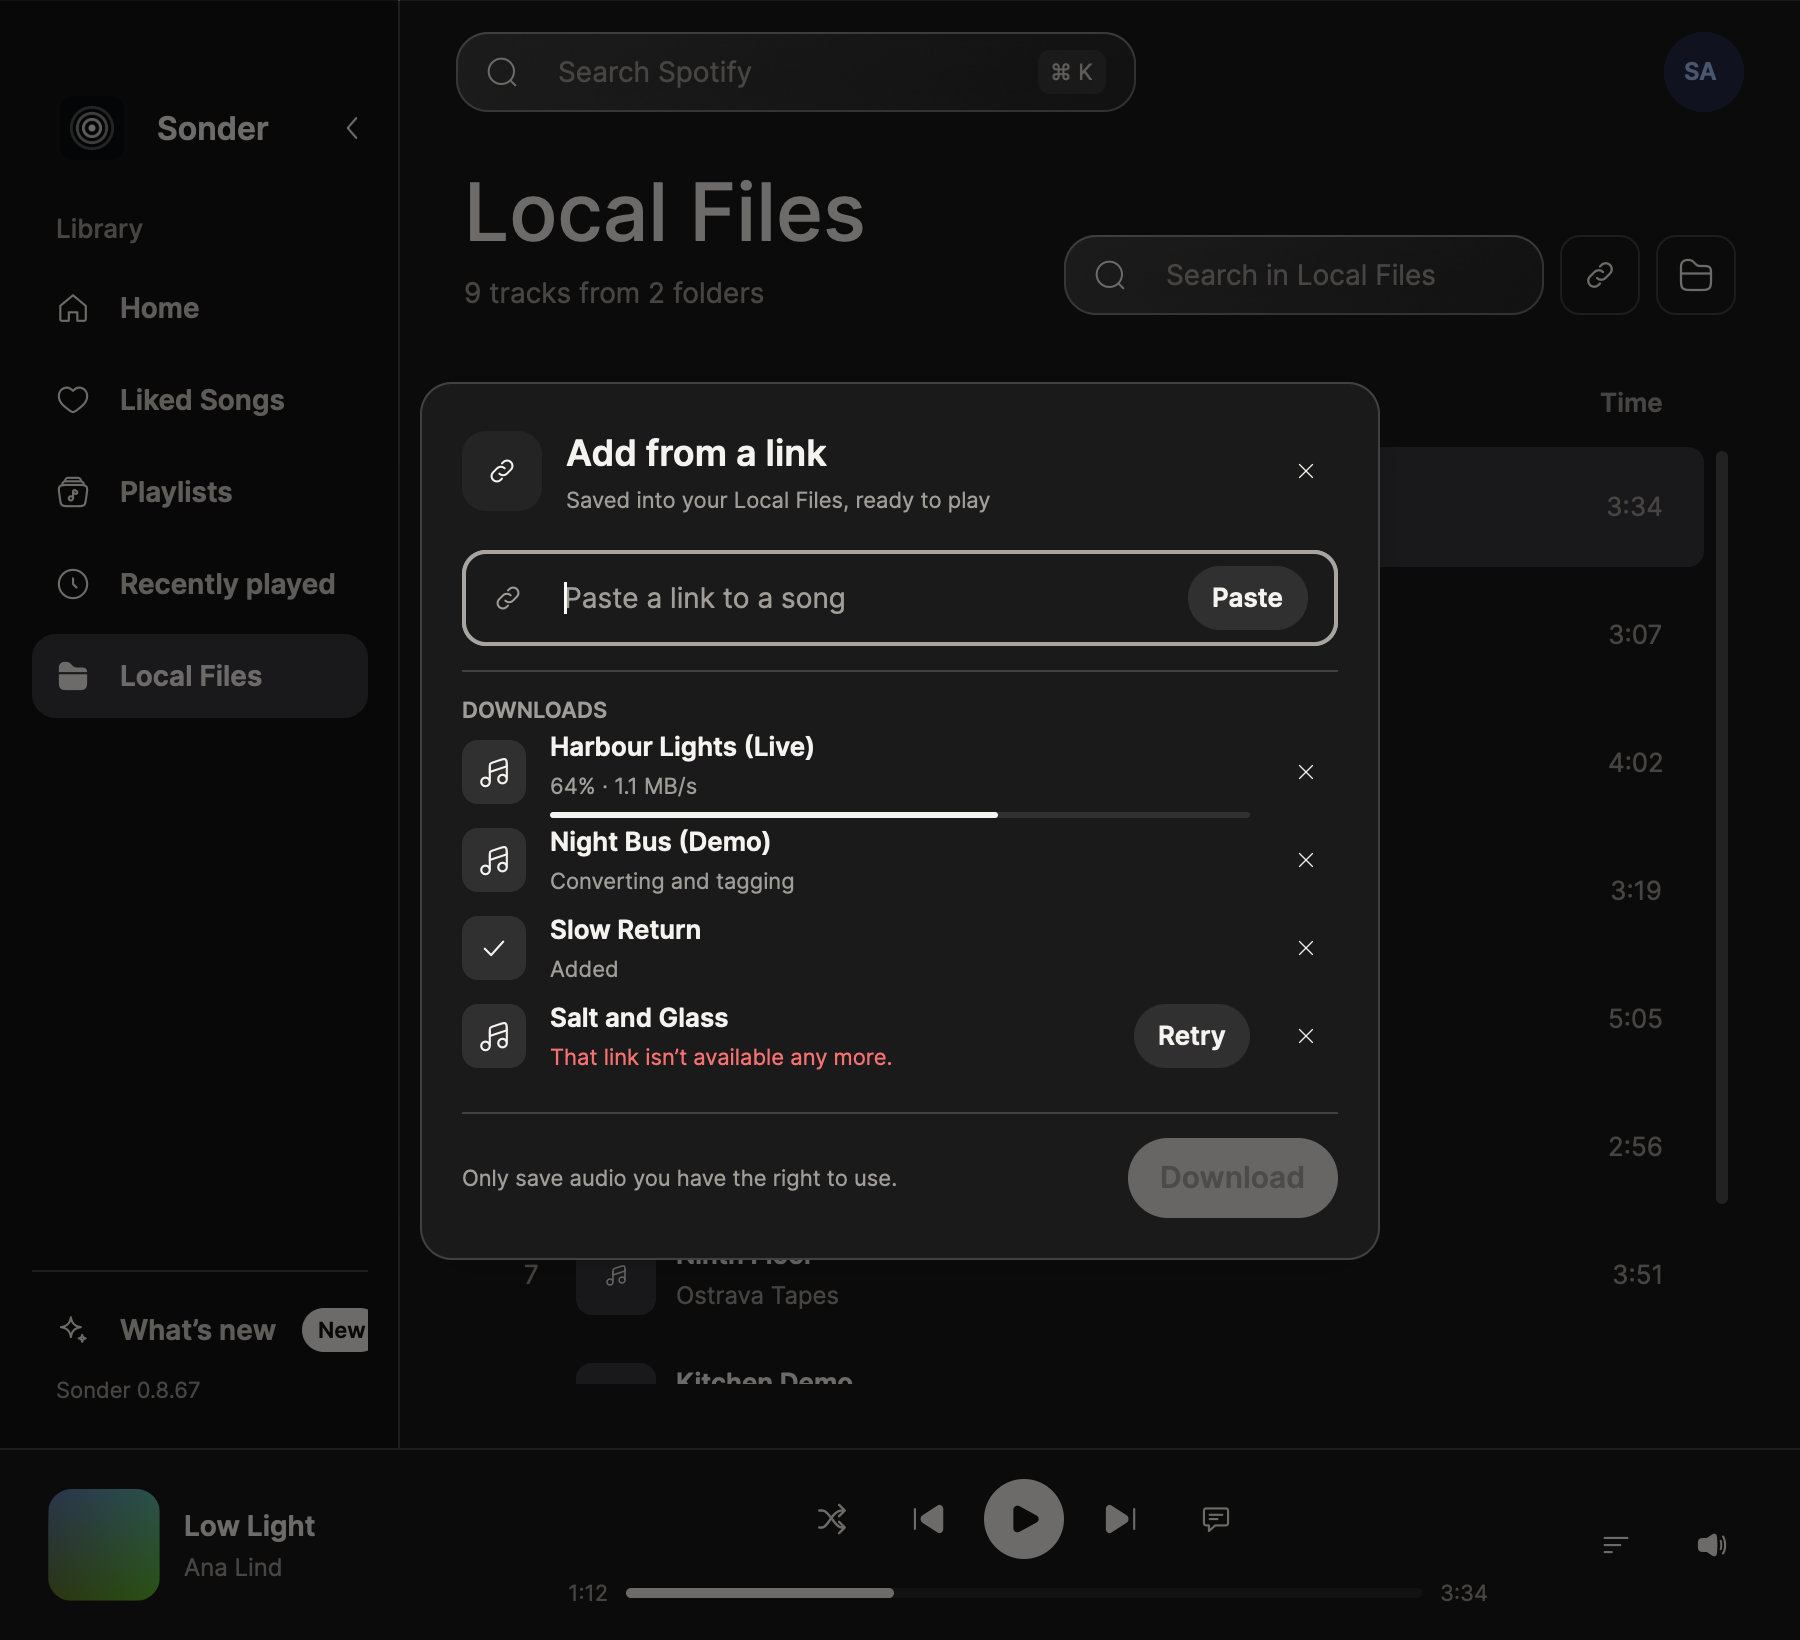 Sonder
Library
Home
Liked Songs
Playlists
Recently played
Local Files
What’s new
New
Sonder 0.8.67
Search Spotify
⌘ K
SA
Local Files
9 tracks from 2 folders
Search in Local Files
Time
3:34
3:07
4:02
3:19
5:05
2:56
Add from a link
Saved into your Local Files, ready to play
Paste a link to a song
Paste
DOWNLOADS
Harbour Lights (Live)
64% · 1.1 MB/s
Night Bus (Demo)
Converting and tagging
Slow Return
Added
Salt and Glass
That link isn’t available any more.
Retry
Only save audio you have the right to use.
Download
7
Ninth Floor
Ostrava Tapes
3:51
Kitchen Demo
Low Light
Ana Lind
1:12
3:34